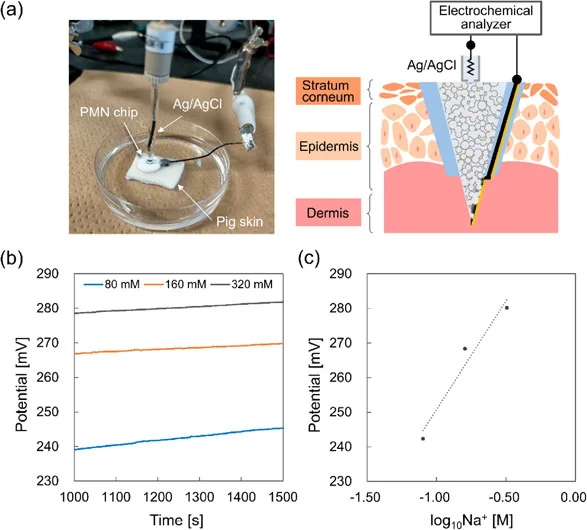 (a)
PMN chip
Ag/AgCl
Pig skin
Electrochemical
analyzer
Ag/AgCl
Stratum
corneum
Epidermis
Dermis
(b)
80 mM 160 mM 320 mM
Potential [mV]
290
280
270
260
250
240
230
1000 1100 1200 1300 1400 1500
Time [s]
(c)
Potential [mV]
290
280
270
260
250
240
230
-1.50 -1.00 -0.50 0.00
log₁₀Na⁺ [M]